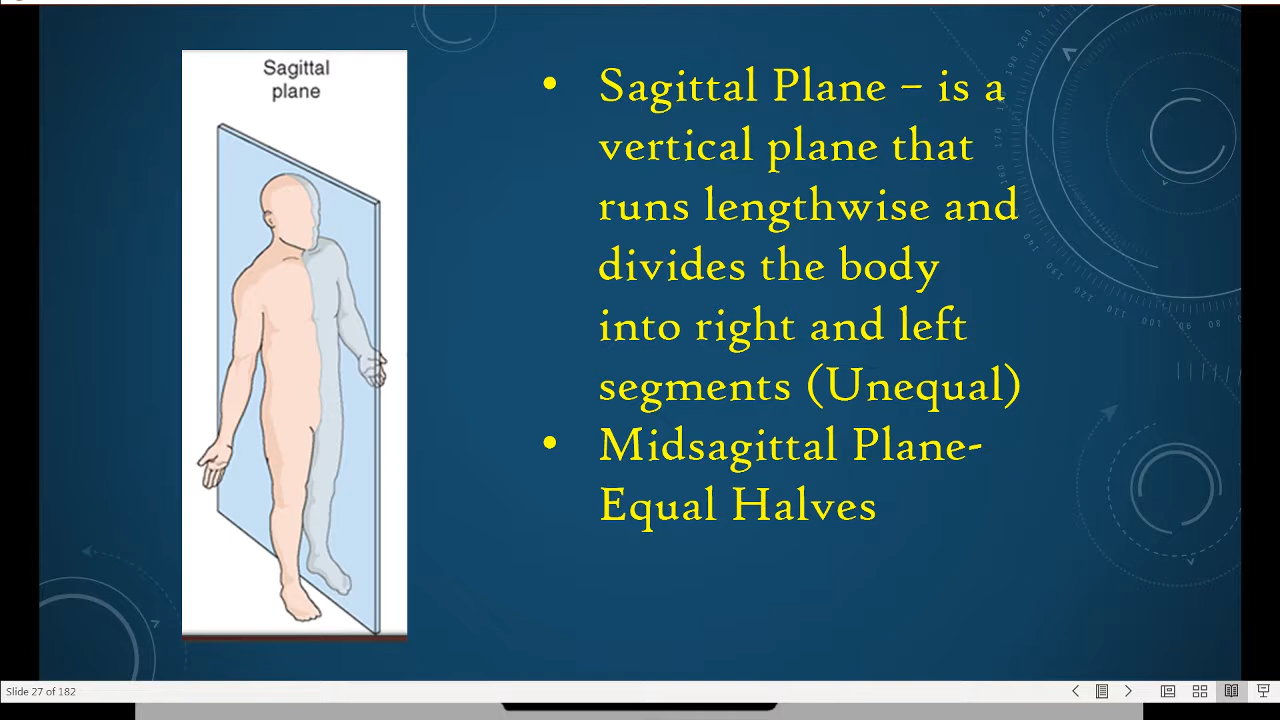 Sagittal
plane
• Sagittal Plane – is a
vertical plane that
runs lengthwise and
divides the body
into right and left
segments (Unequal)
• Midsagittal Plane-
Equal Halves
Slide 27 of 182